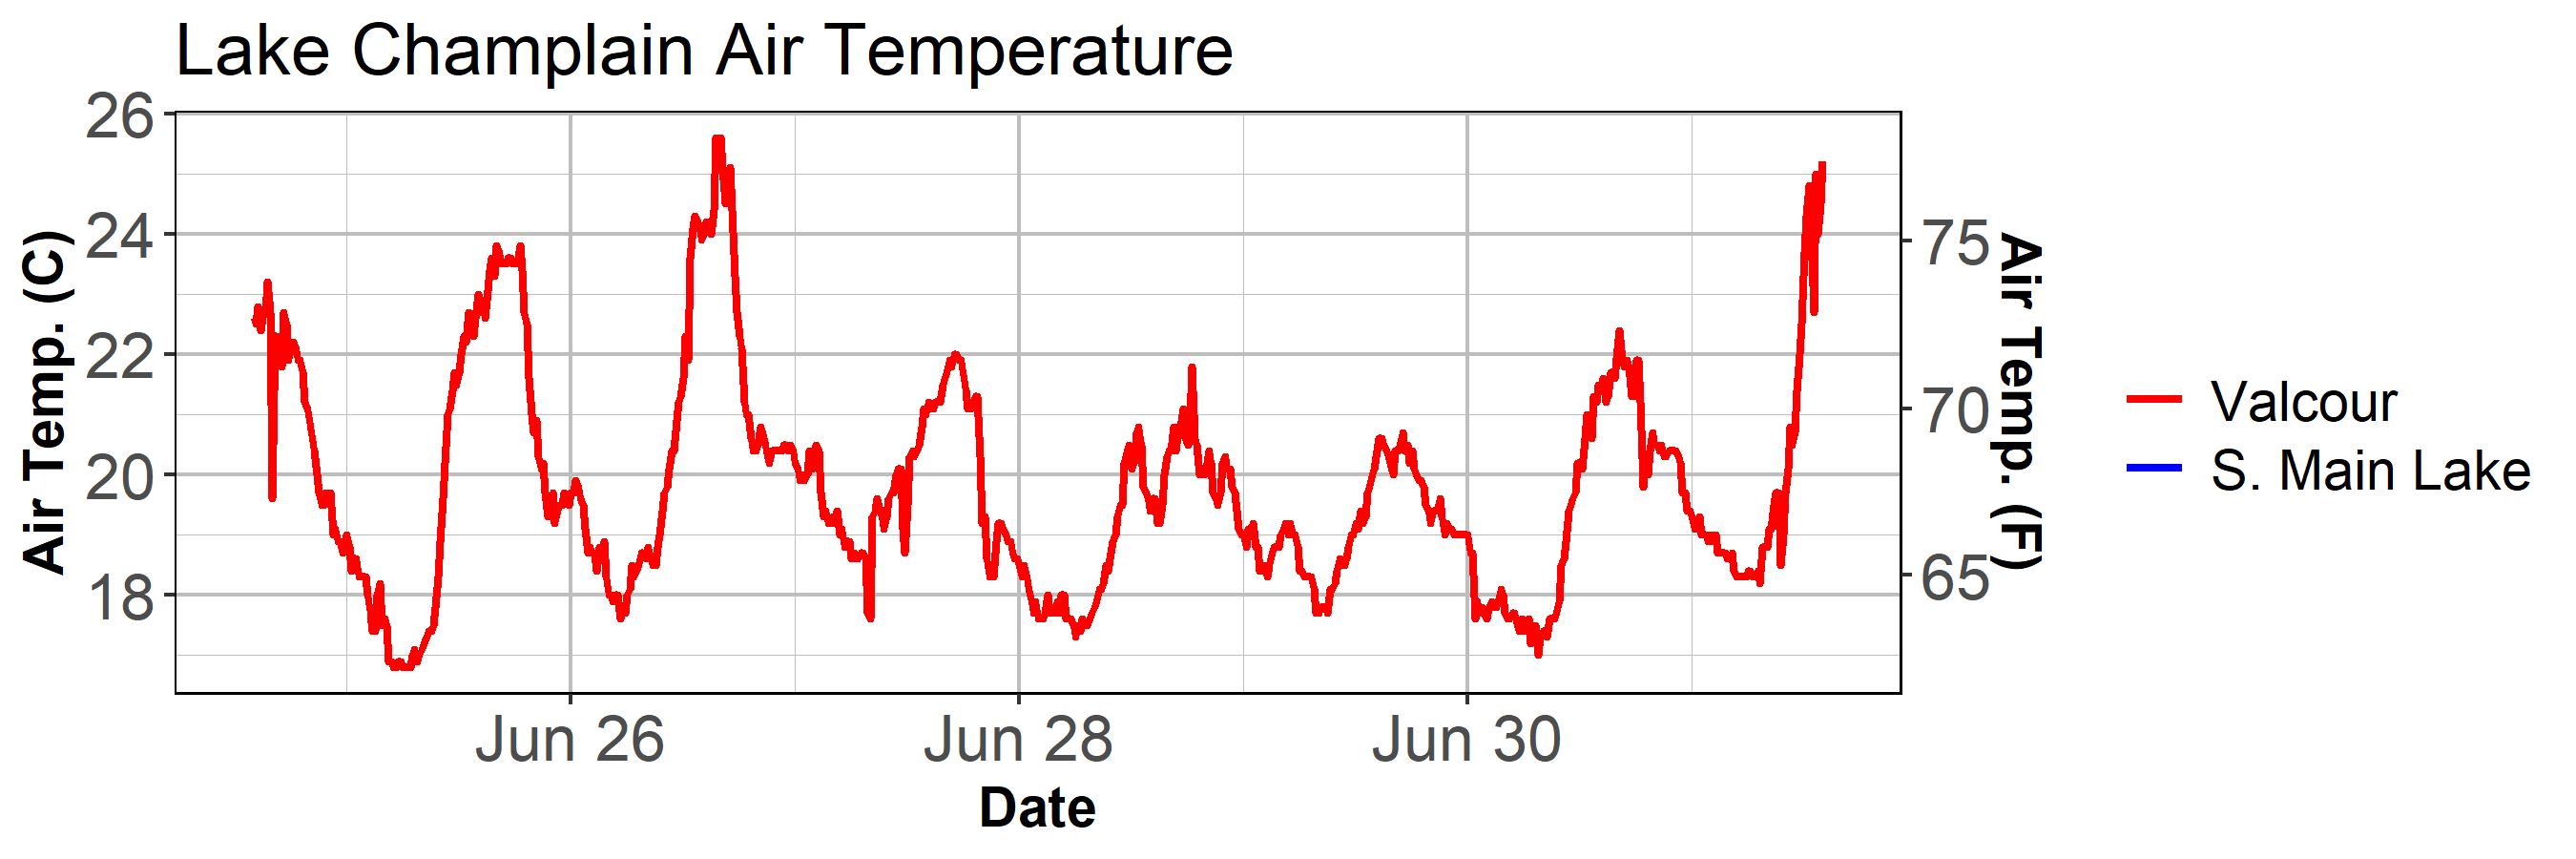 Lake Champlain Air Temperature
Air Temp. (C)
26
24
22
20
18
75
70
65
Air Temp. (F)
Jun 26
Jun 28
Jun 30
Date
Valcour
S. Main Lake